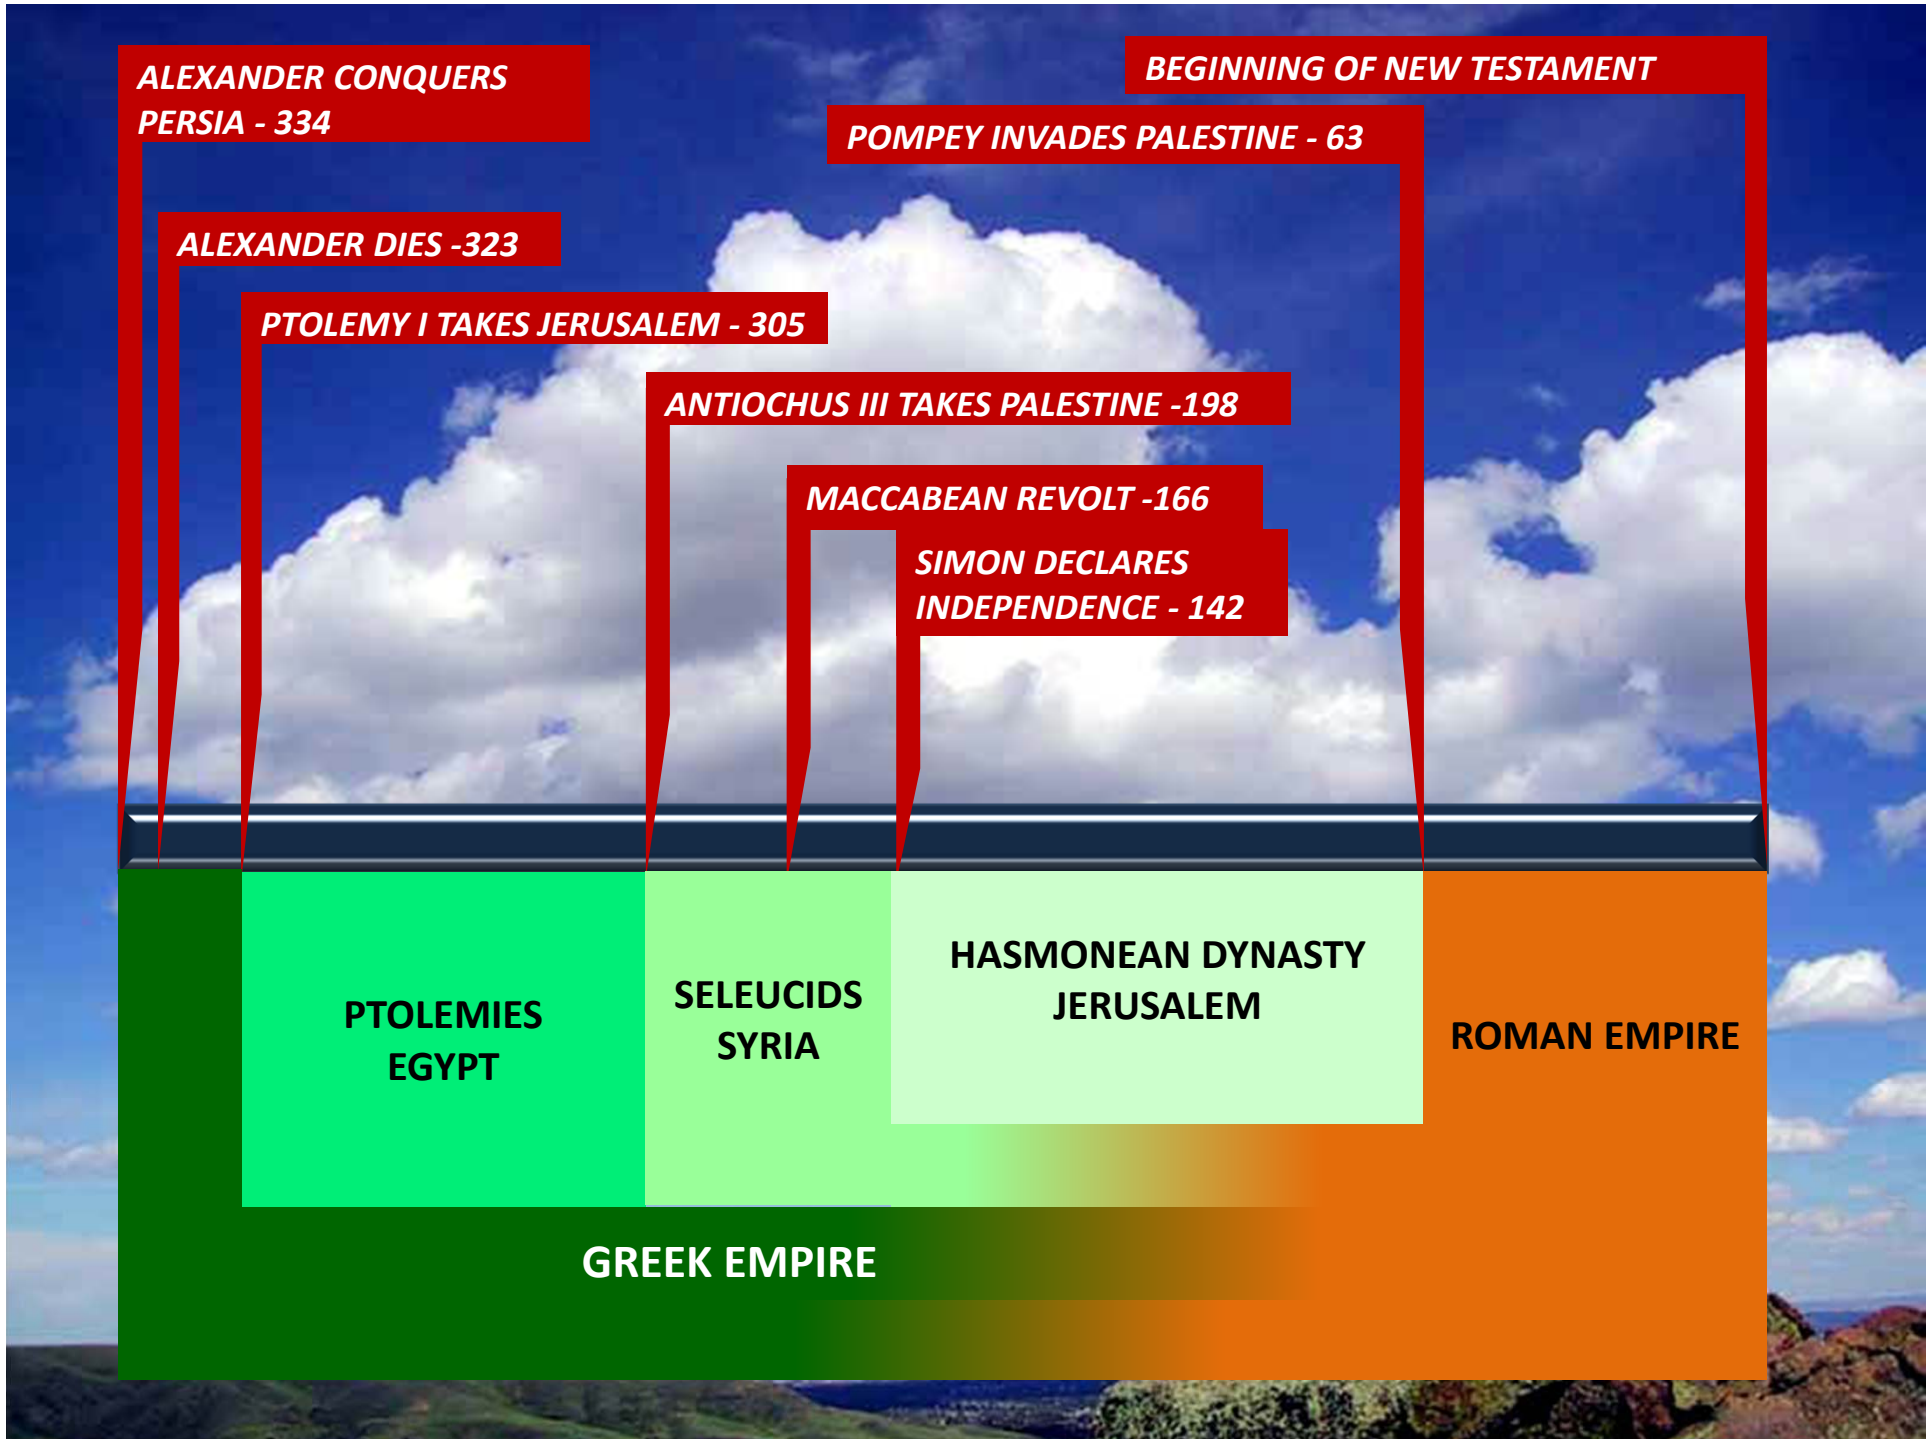 ALEXANDER CONQUERS
PERSIA - 334
BEGINNING OF NEW TESTAMENT
POMPEY INVADES PALESTINE - 63
ALEXANDER DIES -323
PTOLEMY I TAKES JERUSALEM - 305
ANTIOCHUS III TAKES PALESTINE -198
MACCABEAN REVOLT -166
SIMON DECLARES
INDEPENDENCE - 142
PTOLEMIES
EGYPT
SELEUCIDS
SYRIA
HASMONEAN DYNASTY
JERUSALEM
ROMAN EMPIRE
GREEK EMPIRE